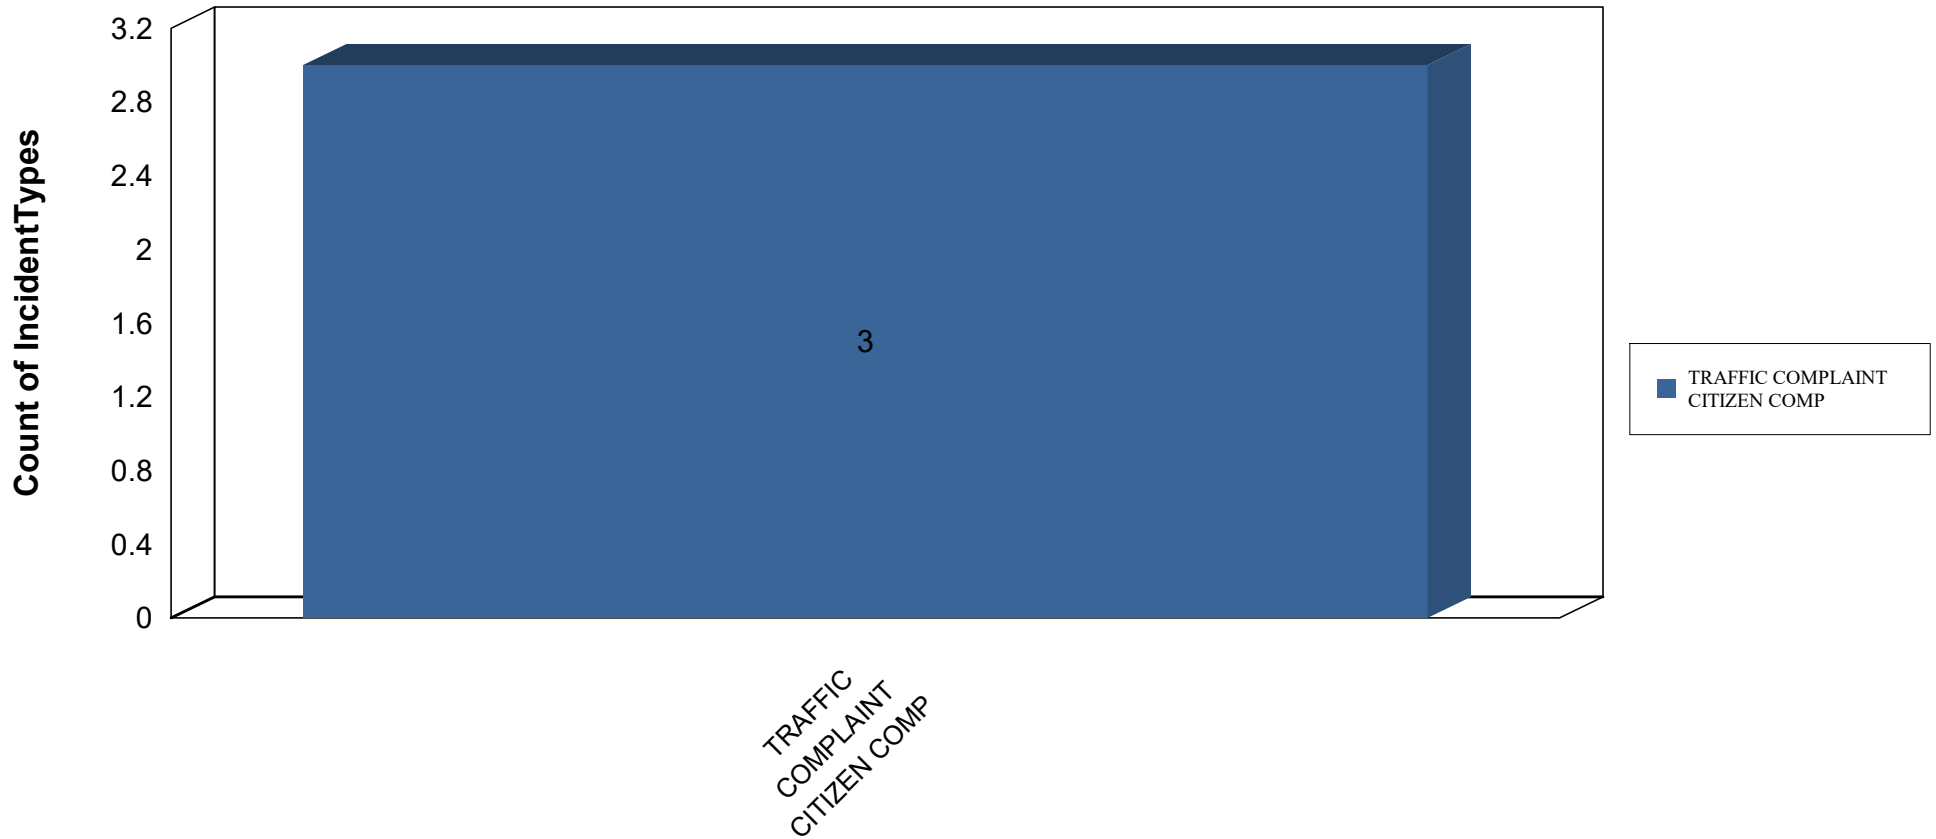 Count of IncidentTypes
3.2
2.8
2.4
2
1.6
1.2
0.8
0.4
0
3
TRAFFIC
COMPLAINT
CITIZEN COMP
TRAFFIC COMPLAINT
CITIZEN COMP